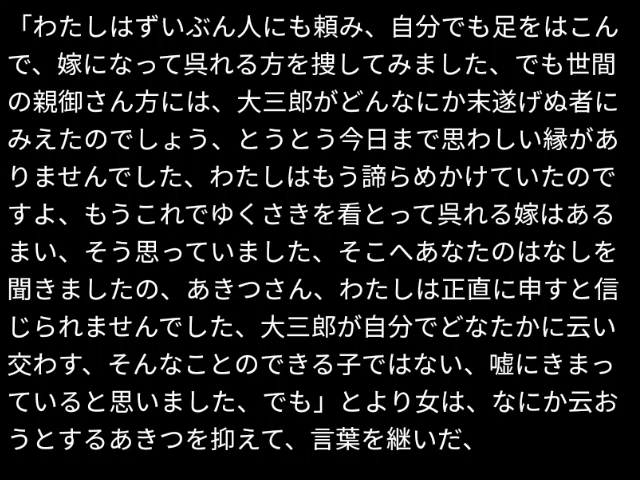 「わたしはずいぶん人にも頼み、自分でも足をはこん
で、嫁になって呉れる方を捜してみました、でも世間
の親御さん方には、大三郎がどんなにか末遂げぬ者に
みえたのでしょう、とうとう今日まで思わしい縁があ
りませんでした、わたしはもう諦らめかけていたので
すよ、もうこれでゆくさきを看とって呉れる嫁はある
まい、そう思っていました、そこへあなたのはなしを
聞きましたの、あきつさん、わたしは正直に申すと信
じられませんでした、大三郎が自分でどなたかに云い
交わす、そんなことのできる子ではない、嘘にきまっ
ていると思いました、でも」とより女は、なにか云お
うとするあきつを抑えて、言葉を継いだ、